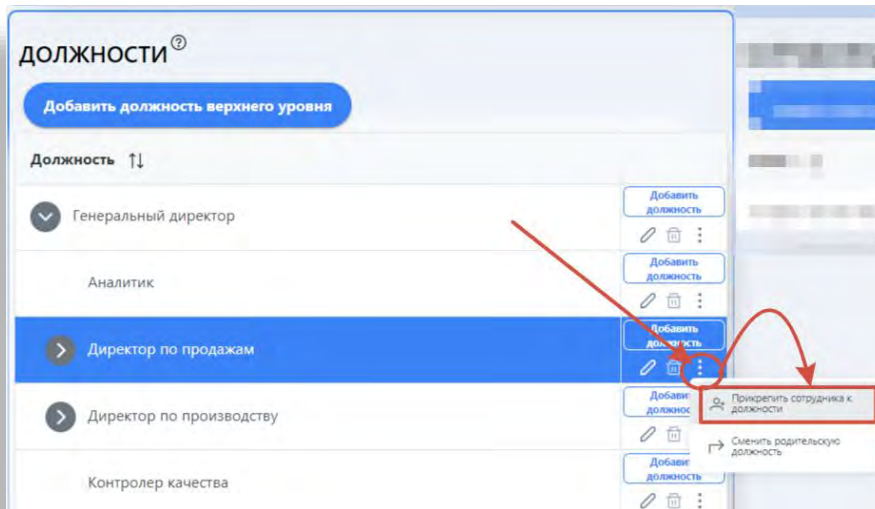 ДОЛЖНОСТИ
Добавить должность верхнего уровня
Должность
Генеральный директор
Добавить
должность
Аналитик
Добавить
должность
Директор по продажам
Добавить
должность
Прикрепить сотрудника к
должности
Директор по производству
Сменить родительскую
должность
Контролер качества
должность